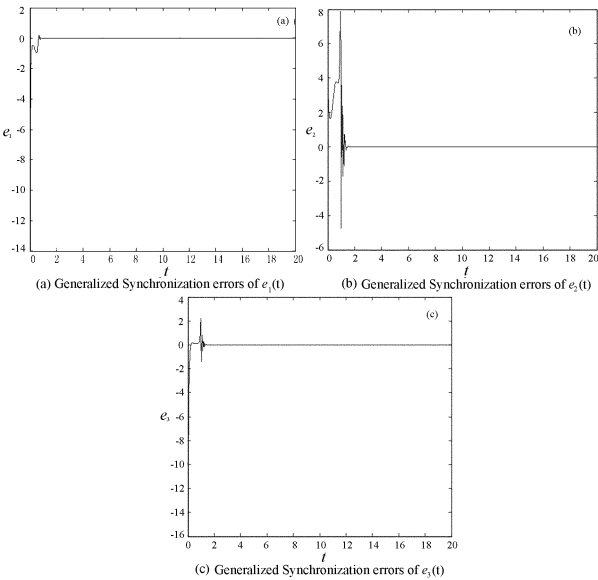 2
0
-2
-4
-6
-8
-10
-12
-14
e₁
(a)
0 2 4 6 8 10 12 14 16 18 20
t
(a) Generalized Synchronization errors of e₁(t)
8
6
4
2
0
-2
-4
-6
e₂
(b)
0 2 4 6 8 10 12 14 16 18 20
t
(b) Generalized Synchronization errors of e₂(t)
4
2
0
-2
-4
-6
-8
-10
-12
-14
-16
e₃
(c)
0 2 4 6 8 10 12 14 16 18 20
t
(c) Generalized Synchronization errors of e₃(t)